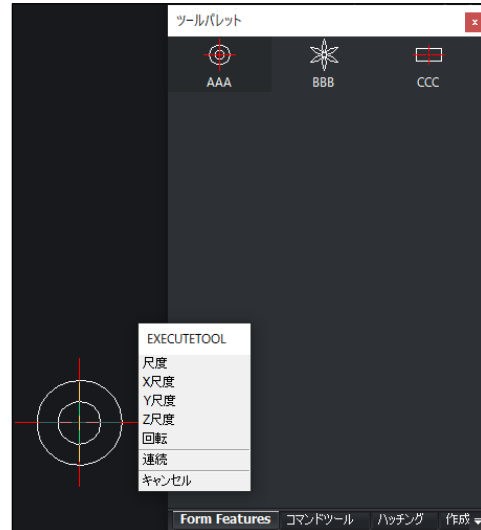 ツールパレット
x
AAA BBB CCC
EXECUTETOOL
尺度
X尺度
Y尺度
Z尺度
回転
連続
キャンセル
Form Features コマンドツール ハッチング 作成